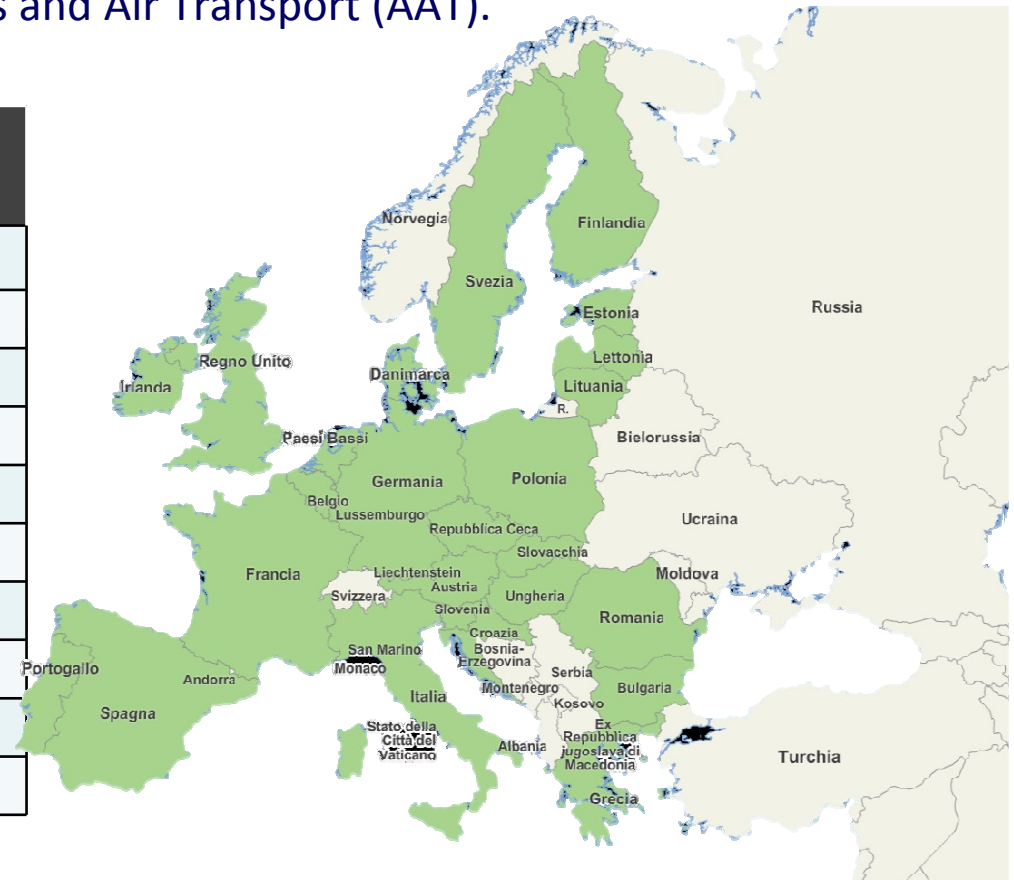 s and Air Transport (AAT).
Norvegia
Finlandia
Svezia
Russia
Estonia
Regno Unito
Lettonia
Danimarca
Irlanda
Lituania
R.
Paesi Bassi
Bielorussia
Germania
Polonia
Belgio
Lussemburgo
Ucraina
Repubblica Ceca
Slovacchia
Francia
Liechtenstein
Moldova
Austria
Svizzera
Ungheria
Slovenia
Romania
Croazia
San Marino
Bosnia-
Erzegovina
Monaco
Portogallo
Serbia
Andorra
Montenegro
Bulgaria
Italia
Kosovo
Spagna
Stato della
Città del
Vaticano
Ex
Repubblica
jugoslava di
Macedonia
Albania
Turchia
Grecia